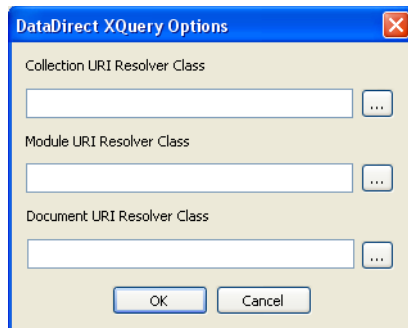 DataDirect XQuery Options
Collection URI Resolver Class
...
Module URI Resolver Class
...
Document URI Resolver Class
...
OK Cancel